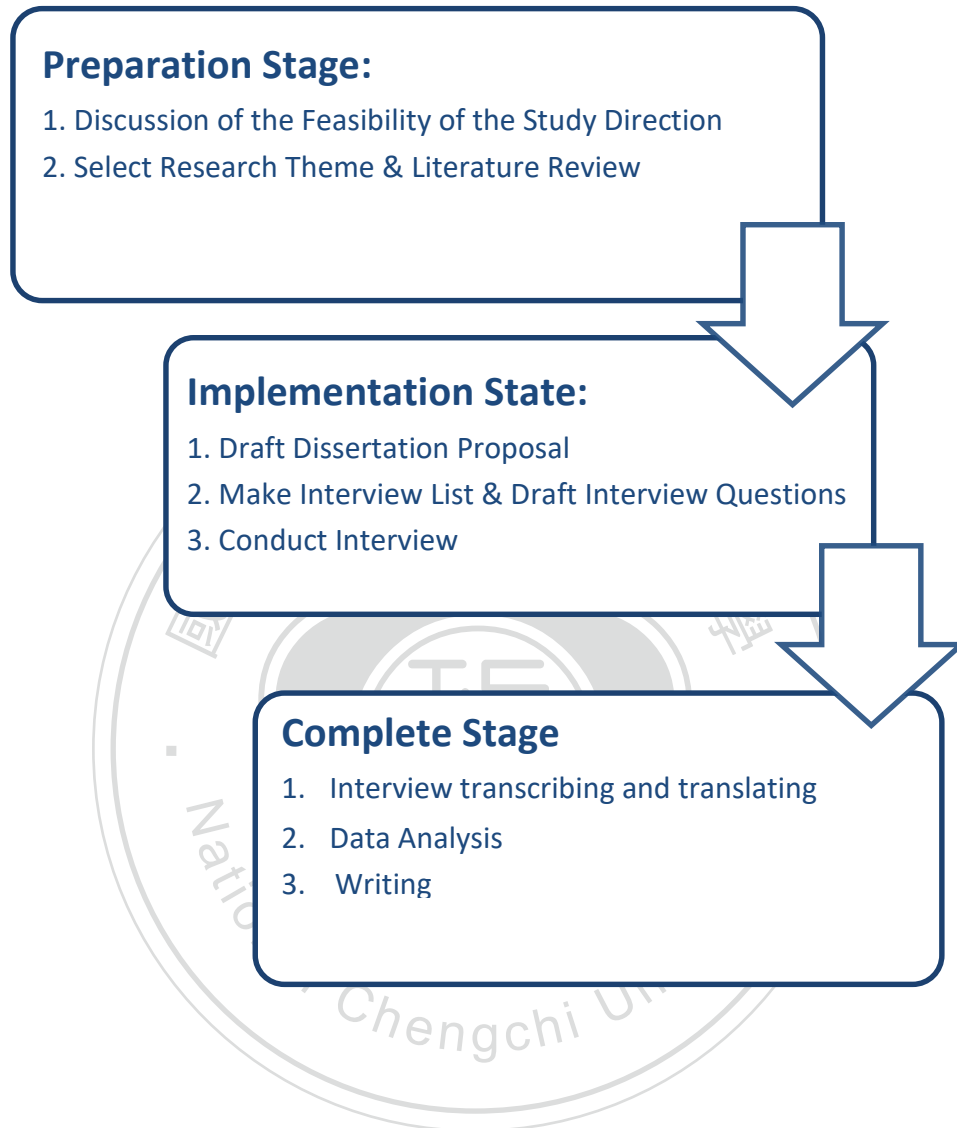 Preparation Stage:
1. Discussion of the Feasibility of the Study Direction
2. Select Research Theme & Literature Review
Implementation State:
1. Draft Dissertation Proposal
2. Make Interview List & Draft Interview Questions
3. Conduct Interview
Complete Stage
1. Interview transcribing and translating
2. Data Analysis
3. Writing
Chengchi